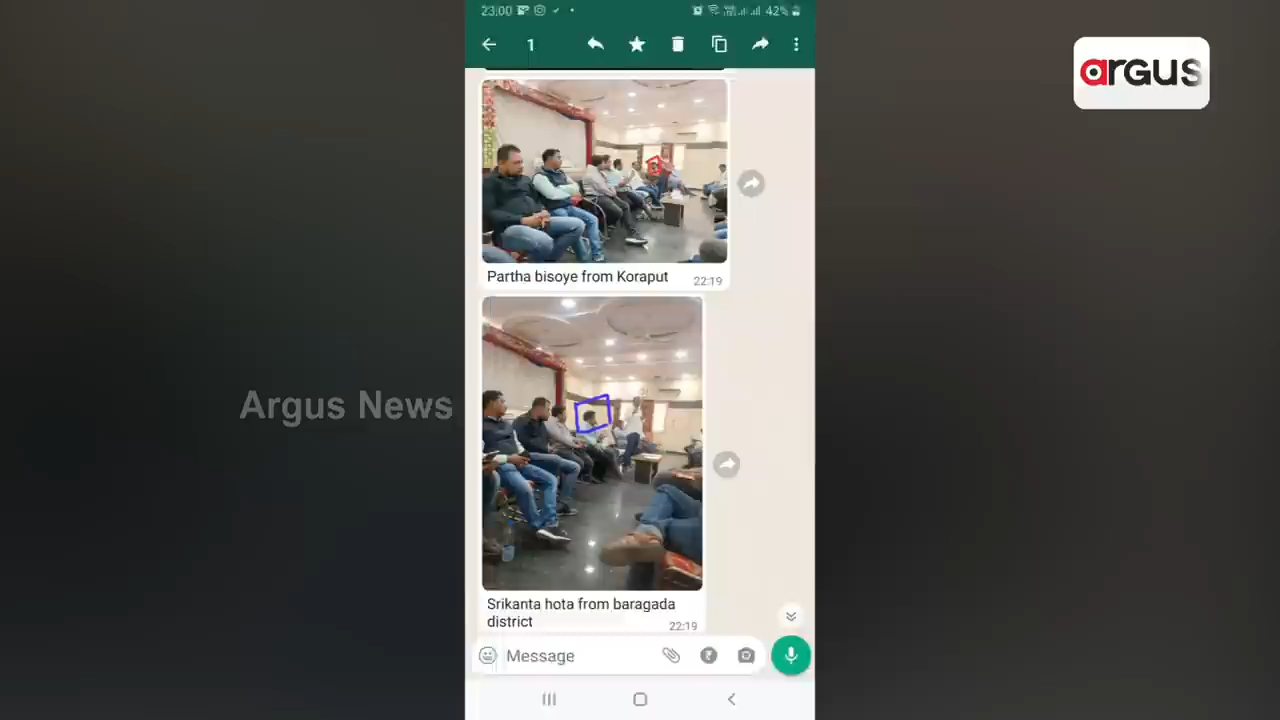 23:00
42%
1
argus
Partha bisoye from Koraput
22:19
Argus News
Srikanta hota from baragada
district
22:19
Message